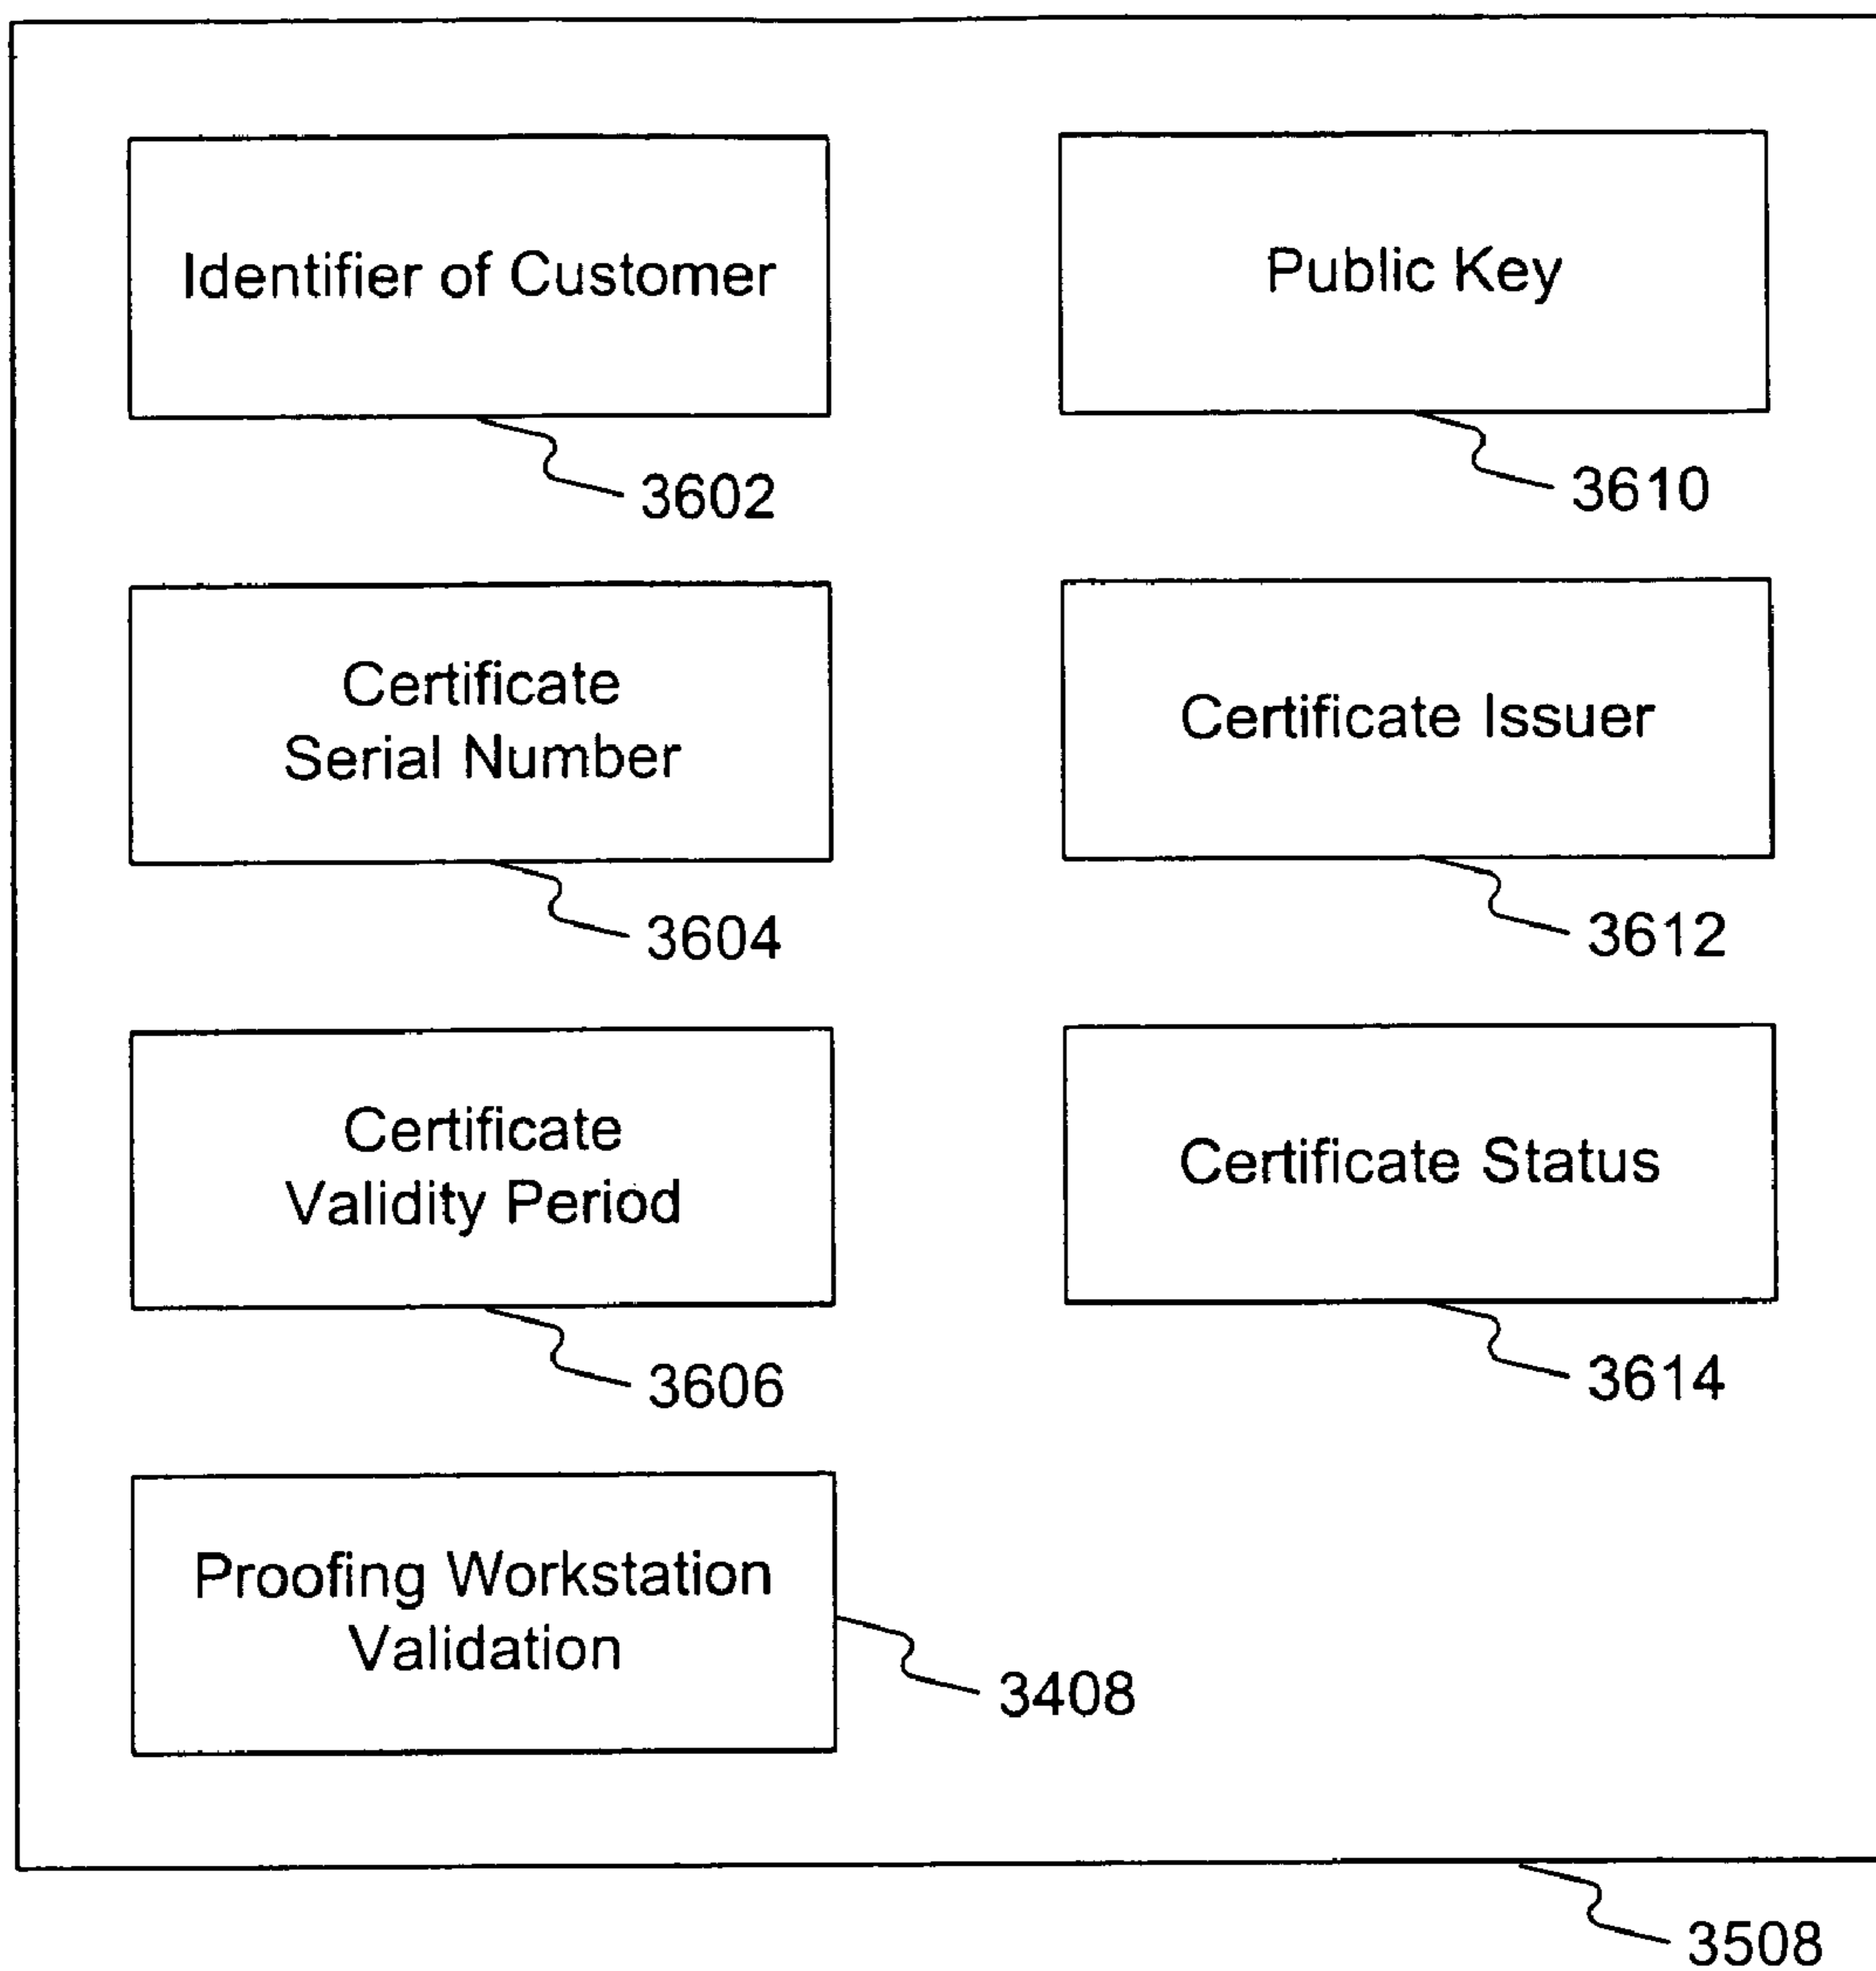 Identifier of Customer
3602
Public Key
3610
Certificate
Serial Number
3604
Certificate Issuer
3612
Certificate
Validity Period
3606
Certificate Status
3614
Proofing Workstation
Validation
3408
3508